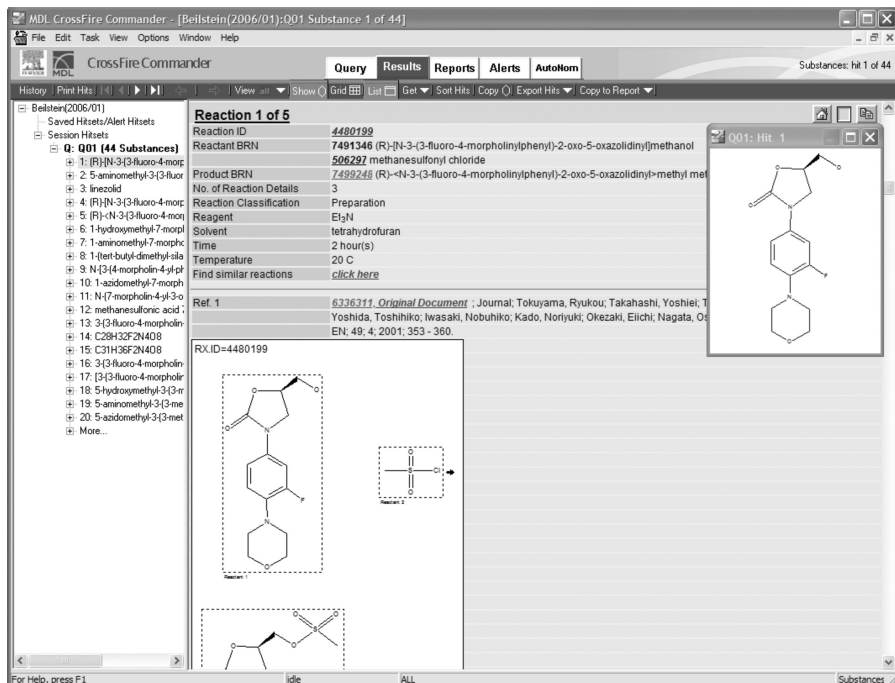 MDL CrossFire Commander - [Beilstein(2006/01):Q01 Substance 1 of 44]
File Edit Task View Options Window Help
MDL CrossFire Commander
Query Results Reports Alerts AutoNom
Substances: hit 1 of 44
History Print Hits View all Show Grid List Get Sort Hits Copy Export Hits Copy to Report
Beilstein(2006/01)
Saved Hitsets/Alert Hitsets
Session Hitsets
Q: Q01 (44 Substances)
1: (R)-[N-3-(3-fluoro-4-morp
2: 5-aminomethyl-3-(3-fluor
3: linezolid
4: (R)-[N-3-(3-fluoro-4-mor
5: (R)-<N-3-(3-fluoro-4-mor
6: 1-hydroxymethyl-7-morp
7: 1-aminomethyl-7-morpho
8: 1-(tert-butyl-dimethyl-sila
9: N-[3-(4-morpholin-4-yl-ph
10: 1-azidomethyl-7-morph
11: N-(7-morpholin-4-yl-3-o
12: methanesulfonic acid
13: 3-(3-fluoro-4-morpholin-
14: C28H32F2N4O8
15: C31H36F2N4O8
16: 3-(3-fluoro-4-morpholin-
17: [3-(3-fluoro-4-morpholin
18: 5-hydroxymethyl-3-(3-m
19: 5-aminomethyl-3-(3-me
20: 5-azidomethyl-3-(3-met
More...
Reaction 1 of 5
Reaction ID 4480199
Reactant BRN 7491346 (R)-[N-3-(3-fluoro-4-morpholinylphenyl)-2-oxo-5-oxazolidinyl]methanol
506297 methanesulfonyl chloride
Product BRN 7499248 (R)-<N-3-(3-fluoro-4-morpholinylphenyl)-2-oxo-5-oxazolidinyl>methyl met
No. of Reaction Details 3
Reaction Classification Preparation
Reagent Et3N
Solvent tetrahydrofuran
Time 2 hour(s)
Temperature 20 C
Find similar reactions click here
Ref. 1 6336311, Original Document ; Journal; Tokuyama, Ryukou; Takahashi, Yoshiei; T
Yoshida, Toshihiko; Iwasaki, Nobuhiko; Kado, Noriyuki; Okezaki, Eiichi; Nagata, Os
EN; 49; 4; 2001; 353 - 360.
RX.ID=4480199
O
O
O
N
F
N
O
Reactant 1
O
S
Cl
O
Reactant 2
O
O
S
O
O
Q01: Hit 1
O
O
O
N
F
N
O
For Help, press F1 idle ALL Substances